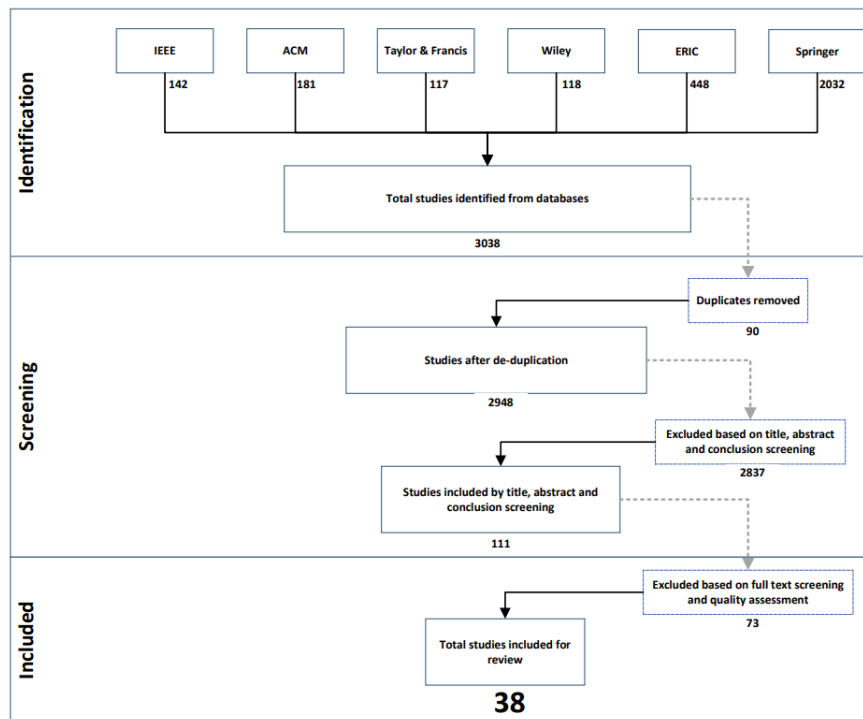 Identification
IEEE
ACM
Taylor & Francis
Wiley
ERIC
Springer
142
181
117
118
448
2032
Total studies identified from databases
3038
Screening
Duplicates removed
90
Studies after de-duplication
2948
Excluded based on title, abstract
and conclusion screening
2837
Studies included by title, abstract and
conclusion screening
111
Included
Excluded based on full text screening
and quality assessment
73
Total studies included for
review
38